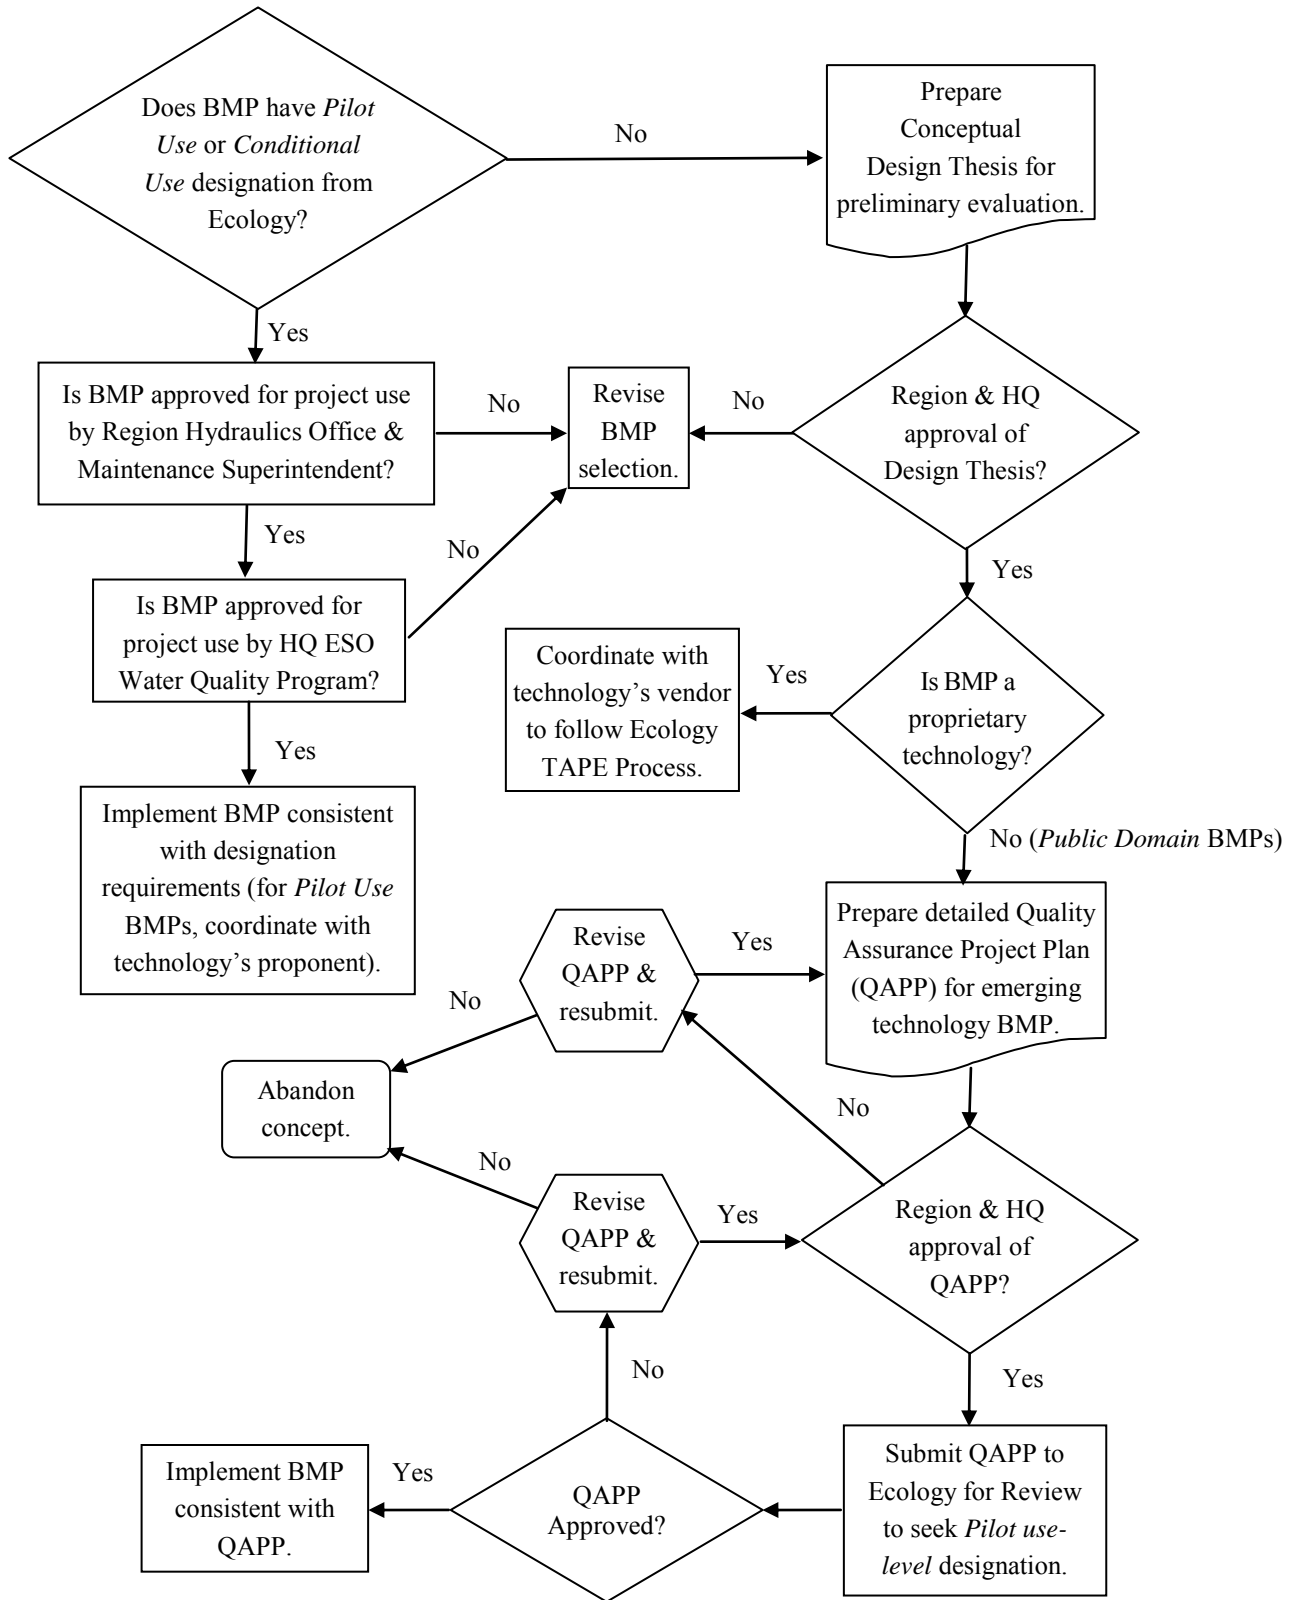 Does BMP have Pilot
Use or Conditional
Use designation from
Ecology?
No
Prepare
Conceptual
Design Thesis for
preliminary evaluation.
Yes
Is BMP approved for project use
by Region Hydraulics Office &
Maintenance Superintendent?
No
Revise
BMP
selection.
No
Region & HQ
approval of
Design Thesis?
Yes
No
Yes
Is BMP approved for
project use by HQ ESO
Water Quality Program?
Coordinate with
technology's vendor
to follow Ecology
TAPE Process.
Yes
Is BMP a
proprietary
technology?
Yes
Implement BMP consistent
with designation
requirements (for Pilot Use
BMPs, coordinate with
technology's proponent).
No (Public Domain BMPs)
Prepare detailed Quality
Assurance Project Plan
(QAPP) for emerging
technology BMP.
Revise
QAPP &
resubmit.
Yes
No
Abandon
concept.
No
No
Revise
QAPP &
resubmit.
Yes
Region & HQ
approval of
QAPP?
No
Yes
Implement BMP
consistent with
QAPP.
Yes
QAPP
Approved?
Submit QAPP to
Ecology for Review
to seek Pilot use-
level designation.